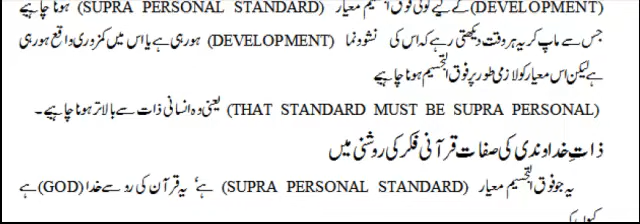 (DEVELOPMENT) کے لیے کوئی فوق التجسیم معیار (SUPRA PERSONAL STANDARD) ہونا چاہیے
جس سے ماپ کر یہ ہر وقت دیکھتی رہے کہ اس کی نشوونما (DEVELOPMENT) ہو رہی ہے یا اس میں کمزوری واقع ہو رہی
ہے لیکن اس معیار کو لازمی طور پر فوق التجسیم ہونا چاہیے
(THAT STANDARD MUST BE SUPRA PERSONAL) یعنی وہ انسانی ذات سے بالاتر ہونا چاہیے۔
ذاتِ خداوندی کی صفات قرآنی فکر کی روشنی میں
یہ جو فوق التجسیم معیار (SUPRA PERSONAL STANDARD) ہے‘ یہ قرآن کی رو سے خدا (GOD) ہے